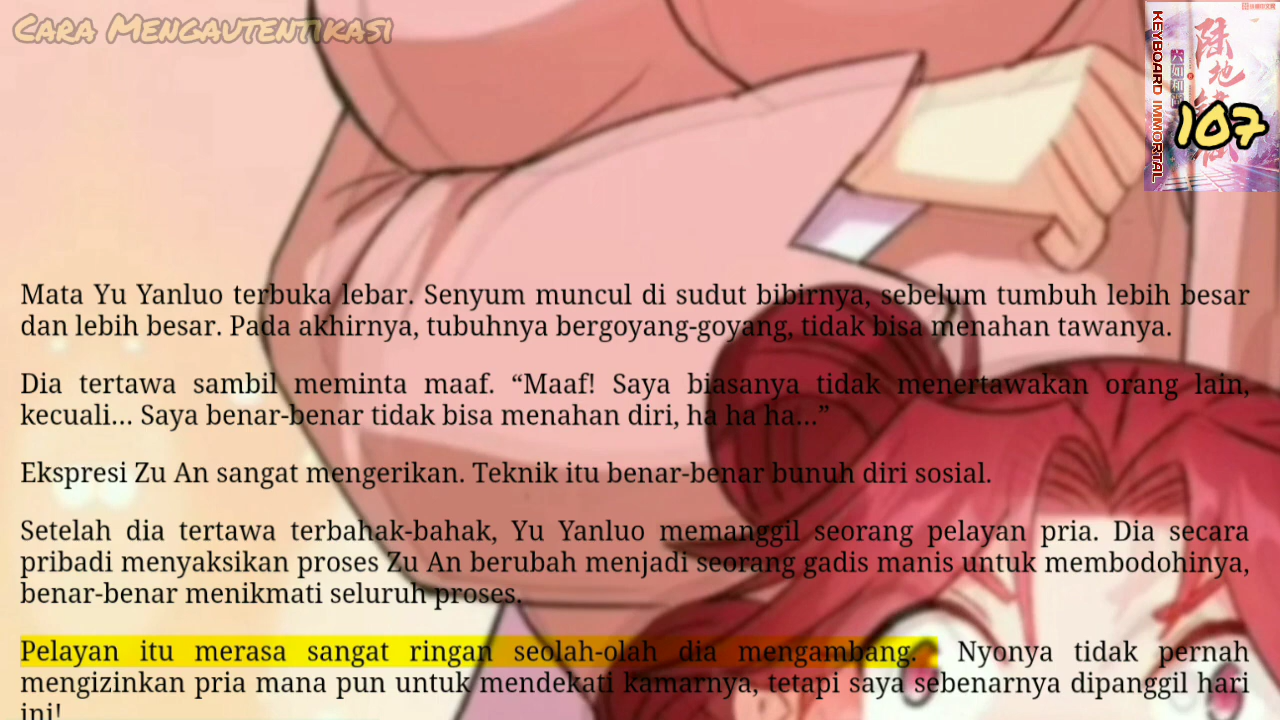 Cara Mengautentikasi
KEYBOARD IMMORTAL
107
Mata Yu Yanluo terbuka lebar. Senyum muncul di sudut bibirnya, sebelum tumbuh lebih besar
dan lebih besar. Pada akhirnya, tubuhnya bergoyang-goyang, tidak bisa menahan tawanya.
Dia tertawa sambil meminta maaf. “Maaf! Saya biasanya tidak menertawakan orang lain,
kecuali… Saya benar-benar tidak bisa menahan diri, ha ha ha…”
Ekspresi Zu An sangat mengerikan. Teknik itu benar-benar bunuh diri sosial.
Setelah dia tertawa terbahak-bahak, Yu Yanluo memanggil seorang pelayan pria. Dia secara
pribadi menyaksikan proses Zu An berubah menjadi seorang gadis manis untuk membodohinya,
benar-benar menikmati seluruh proses.
Pelayan itu merasa sangat ringan seolah-olah dia mengambang. Nyonya tidak pernah
mengizinkan pria mana pun untuk mendekati kamarnya, tetapi saya sebenarnya dipanggil hari
ini!